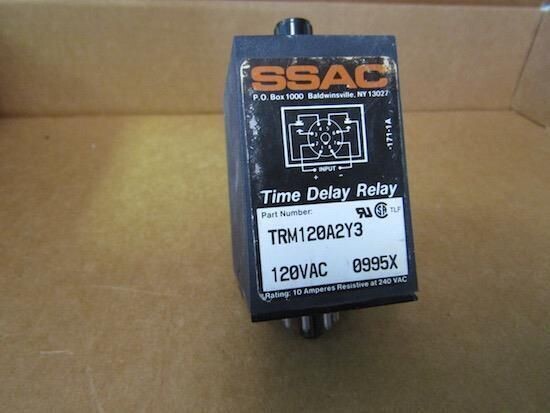 SSAC
P.O. Box 1000 Baldwinsville, NY 13027
-171-1A
INPUT
+ -
Time Delay Relay
Part Number:
TLF
TRM120A2Y3
120VAC 0995X
Rating: 10 Amperes Resistive at 240 VAC